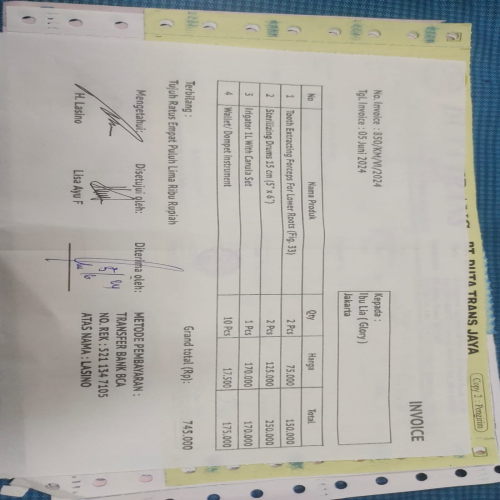 PT. DUTA TRANS JAYA
Copy 2 : Pengirim
INVOICE
No. Invoice : 850/KM/VI/2024
Tgl. Invoice : 05 Juni 2024
Kepada :
Ibu Lia ( Glory )
Jakarta
No Nama Produk Qty Harga Total
1 Tooth Extracting Forceps For Lower Roots (Fig. 33) 2 Pcs 75.000 150.000
2 Sterilizing Drums 15 cm (5" x 6") 2 Pcs 125.000 250.000
3 Irigator 1L With Canula Set 1 Pcs 170.000 170.000
4 Wallet/ Dompet instrument 10 Pcs 17.500 175.000
Grand total (Rp): 745.000
Terbilang :
Tujuh Ratus Empat Puluh Lima Ribu Rupiah
Mengetahui: Disetujui oleh: Diterima oleh:
H. Lasino Lisa Ayu F
METODE PEMBAYARAN :
TRANSFER BANK BCA
NO. REK : 521 154 7105
ATAS NAMA : LASINO